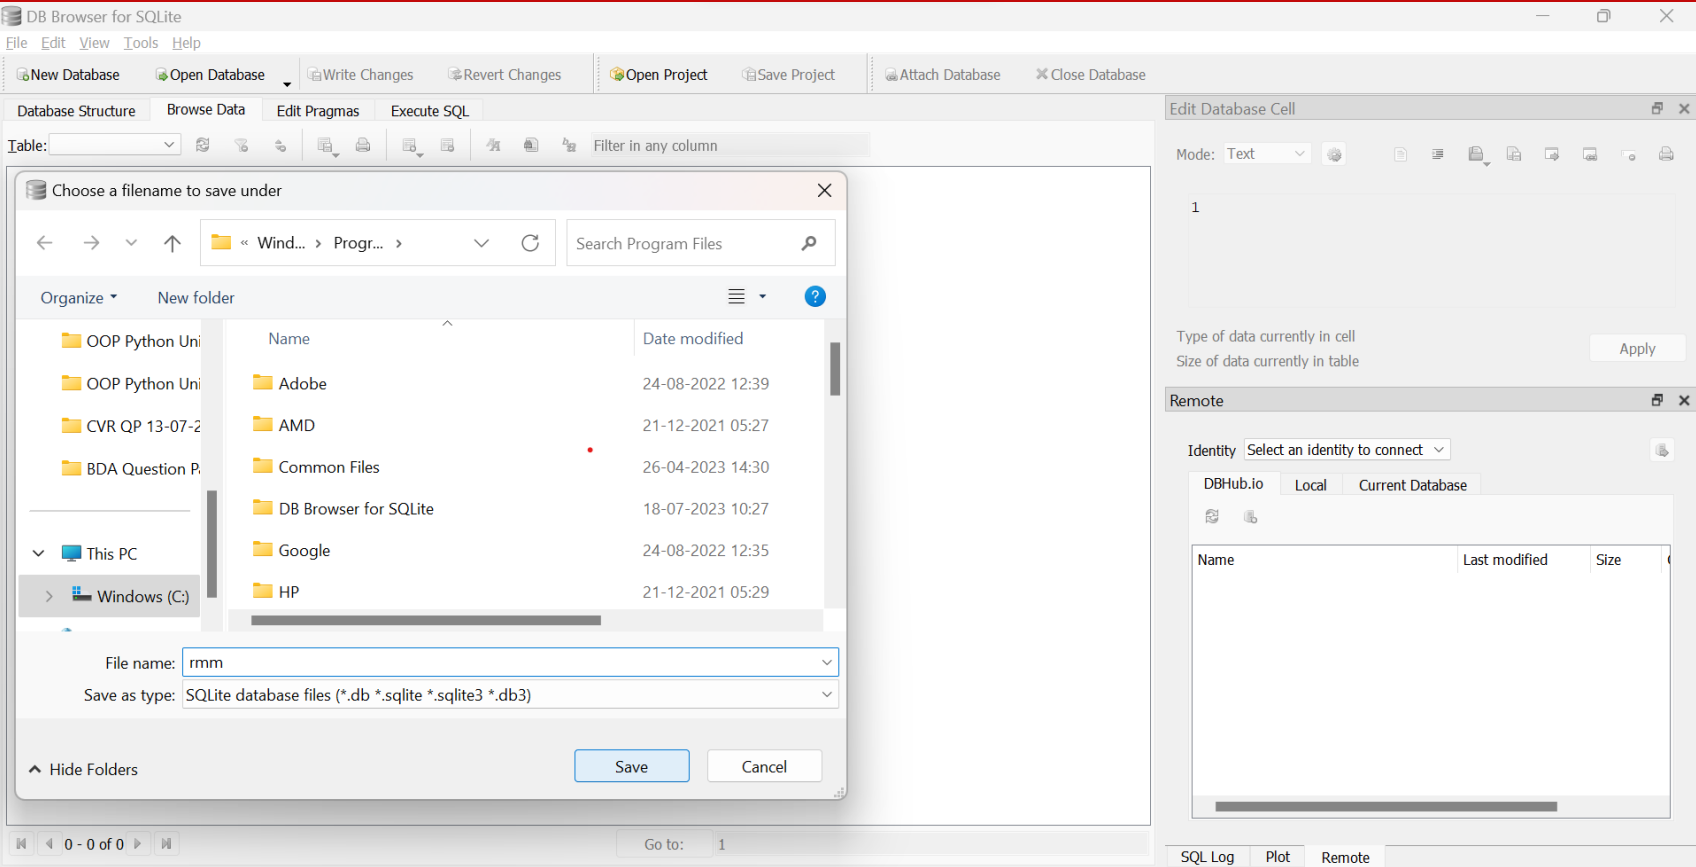 DB Browser for SQLite
File Edit View Tools Help
New Database Open Database Write Changes Revert Changes Open Project Save Project Attach Database Close Database
Database Structure Browse Data Edit Pragmas Execute SQL
Table: Filter in any column
Choose a filename to save under
« Wind... › Progr... › Search Program Files
Organize New folder
OOP Python Uni
OOP Python Uni
CVR QP 13-07-2
BDA Question Pa
This PC
Windows (C:)
Name Date modified
Adobe 24-08-2022 12:39
AMD 21-12-2021 05:27
Common Files 26-04-2023 14:30
DB Browser for SQLite 18-07-2023 10:27
Google 24-08-2022 12:35
HP 21-12-2021 05:29
File name: rmm
Save as type: SQLite database files (*.db *.sqlite *.sqlite3 *.db3)
Hide Folders Save Cancel
0 - 0 of 0 Go to: 1
Edit Database Cell
Mode: Text
1
Type of data currently in cell
Size of data currently in table
Apply
Remote
Identity Select an identity to connect
DBHub.io Local Current Database
Name Last modified Size
SQL Log Plot Remote